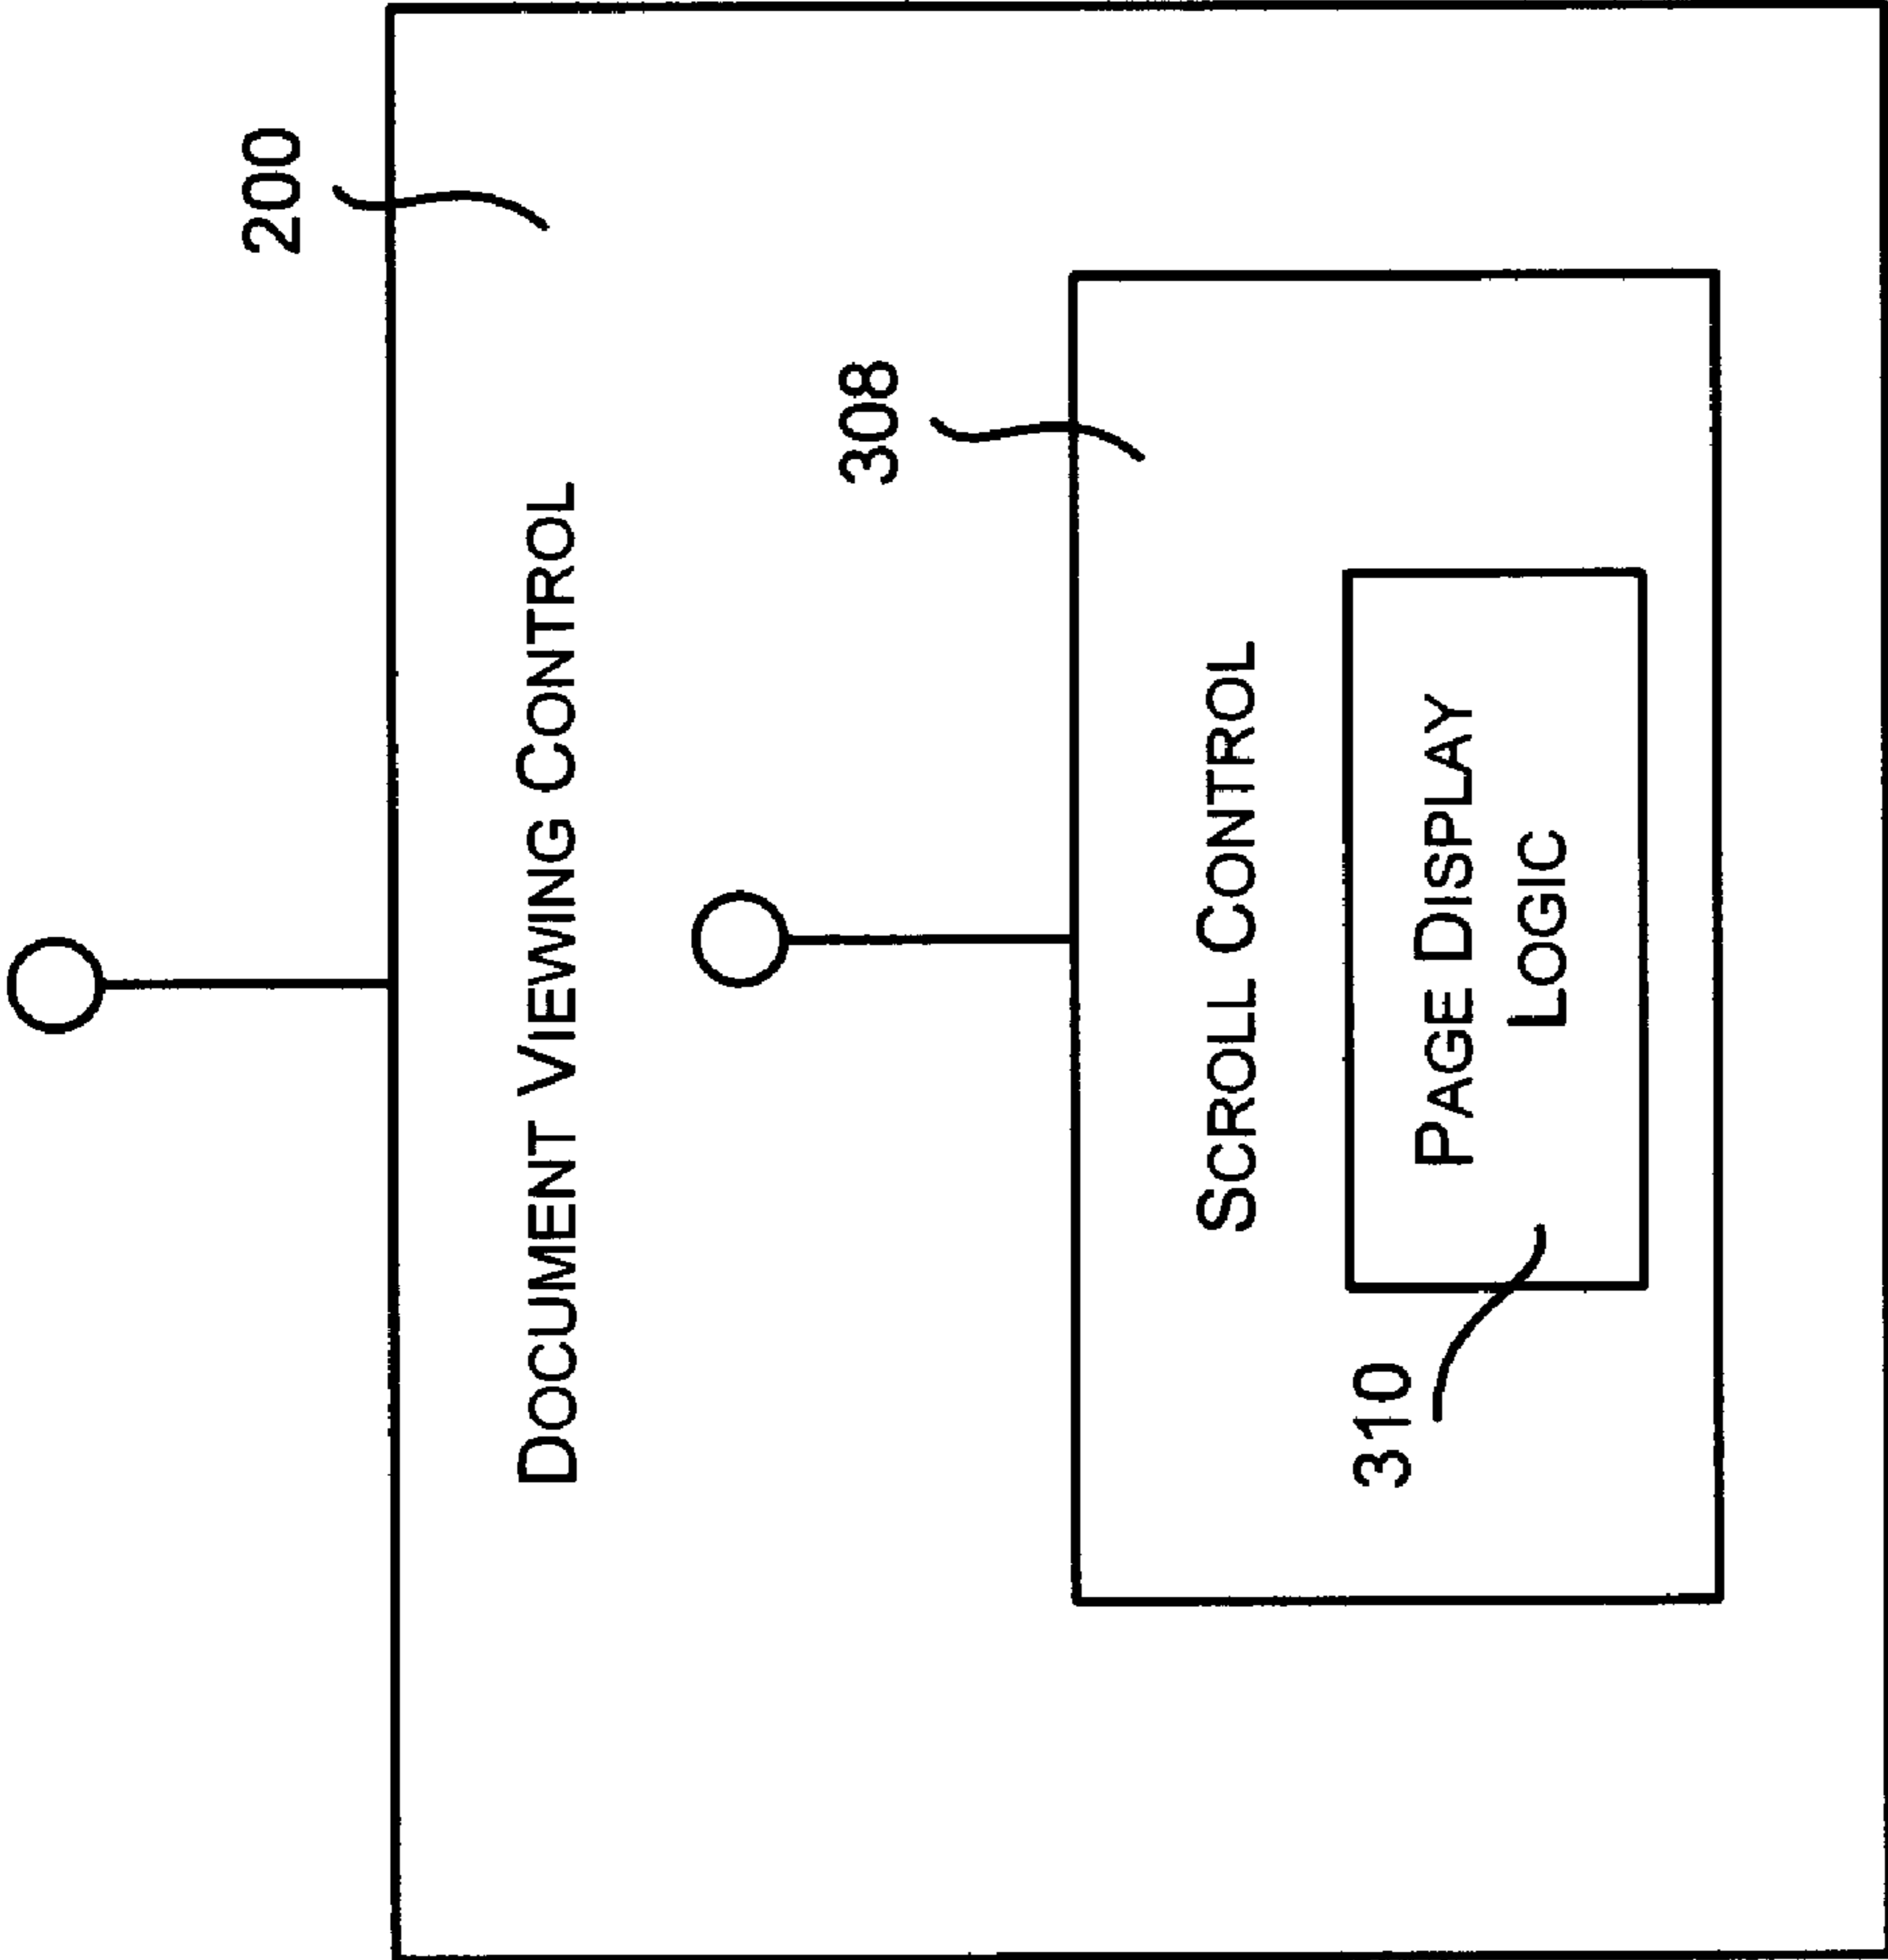 200
DOCUMENT VIEWING CONTROL
308
SCROLL CONTROL
310
PAGE DISPLAY
LOGIC